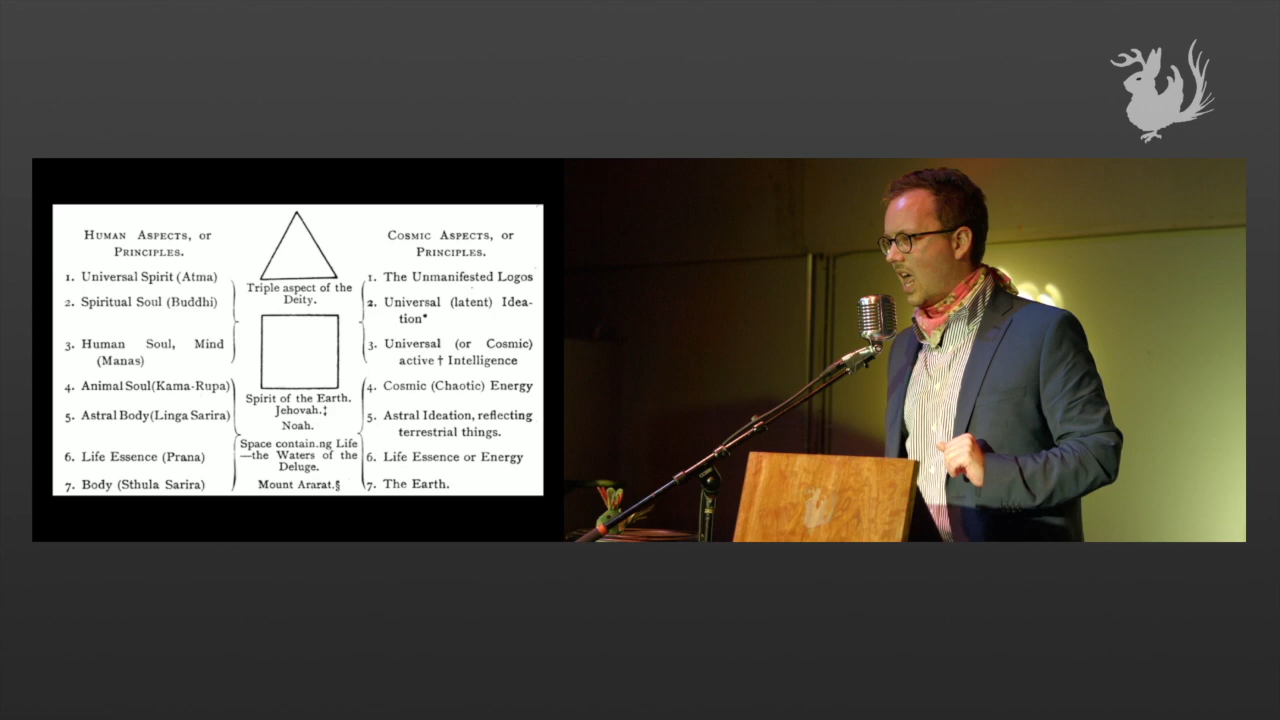 HUMAN ASPECTS, OR
PRINCIPLES.
1. Universal Spirit (Atma)
2. Spiritual Soul (Buddhi)
3. Human Soul, Mind
(Manas)
4. Animal Soul (Kama-Rupa)
5. Astral Body (Linga Sarira)
6. Life Essence (Prana)
7. Body (Sthula Sarira)
Triple aspect of the
Deity.
Spirit of the Earth.
Jehovah.‡
Noah.
Space contain.ng Life
—the Waters of the
Deluge.
Mount Ararat.§
COSMIC ASPECTS, OR
PRINCIPLES.
1. The Unmanifested Logos
2. Universal (latent) Idea-
tion*
3. Universal (or Cosmic)
active † Intelligence
4. Cosmic (Chaotic) Energy
5. Astral Ideation, reflecting
terrestrial things.
6. Life Essence or Energy
7. The Earth.